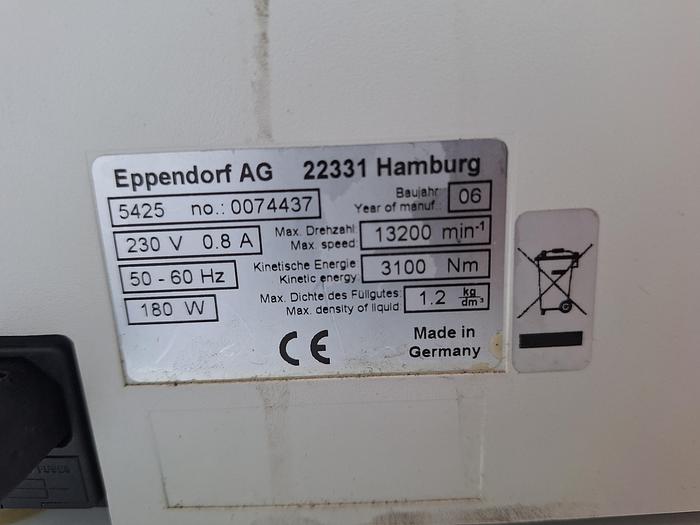 Eppendorf AG 22331 Hamburg
5425 no.: 0074437
Baujahr
Year of manuf.:
06
230 V 0.8 A
Max. Drehzahl
Max. speed:
13200 min⁻¹
50 - 60 Hz
Kinetische Energie
Kinetic energy:
3100 Nm
180 W
Max. Dichte des Füllgutes:
Max. density of liquid
1.2 kg/dm³
CE
Made in
Germany